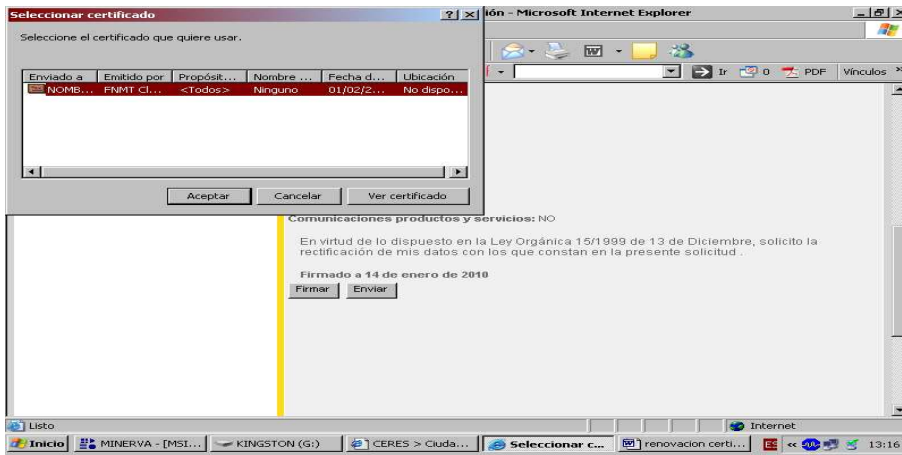 Seleccionar certificado
ión - Microsoft Internet Explorer
Seleccione el certificado que quiere usar.
Ir 0 PDF Vínculos »
Enviado a Emitido por Propósit... Nombre ... Fecha d... Ubicación
NOMB... FNMT Cl... <Todos> Ninguno 01/02/2... No dispo...
Aceptar Cancelar Ver certificado
Comunicaciones productos y servicios: NO
En virtud de lo dispuesto en la Ley Orgánica 15/1999 de 13 de Diciembre, solicito la
rectificación de mis datos con los que constan en la presente solicitud .
Firmado a 14 de enero de 2010
Firmar Enviar
Listo Internet
Inicio MINERVA - [MSI... KINGSTON (G:) CERES > Ciuda... Seleccionar c... renovacion certi... ES « 13:16